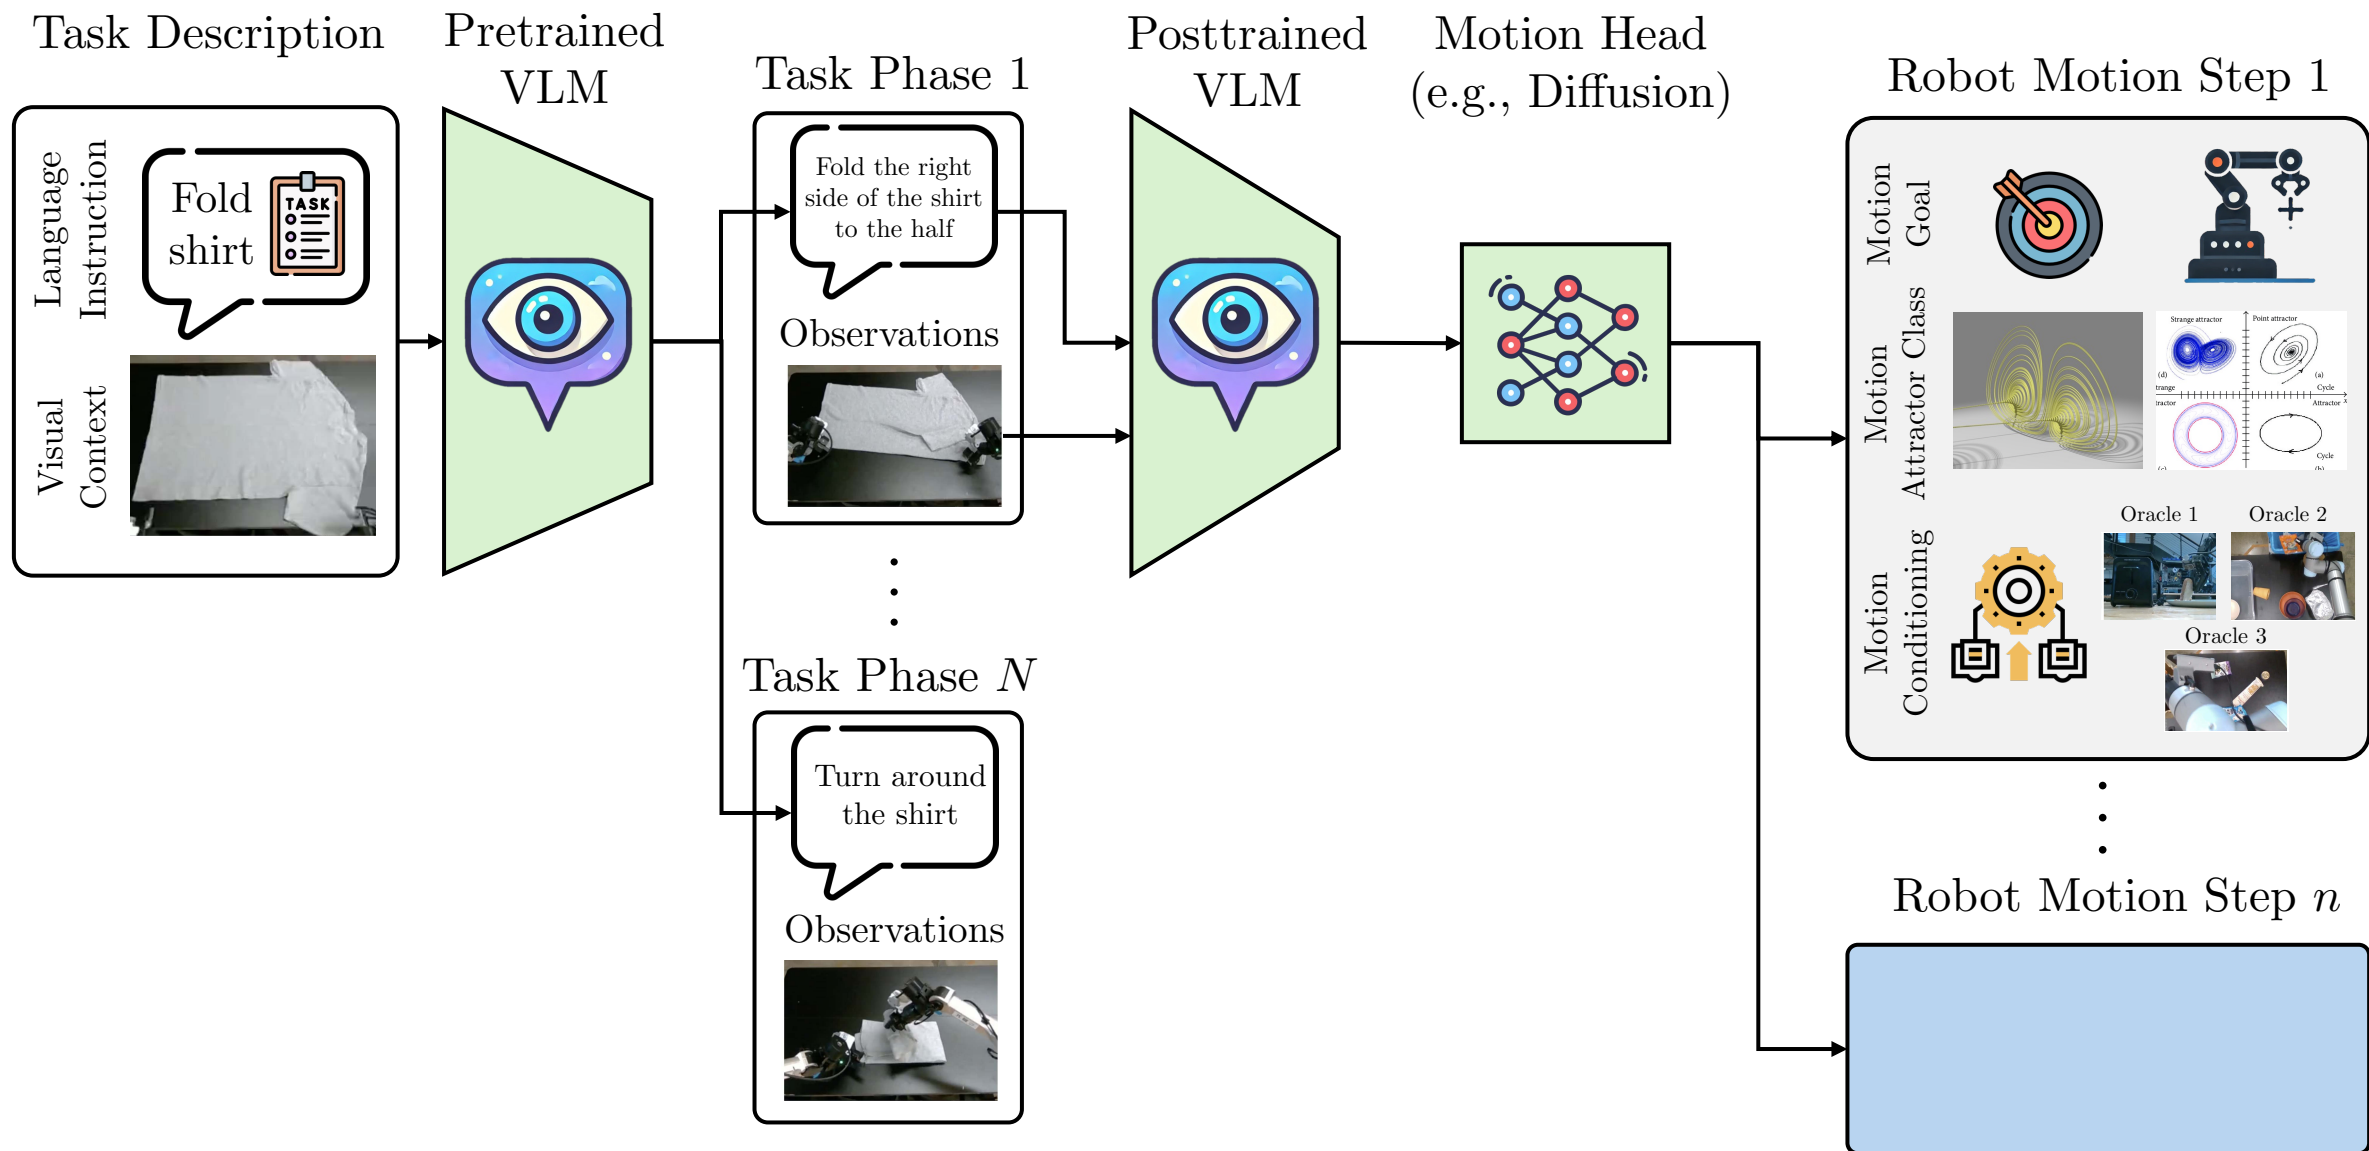 Task Description
Language
Instruction
Fold
shirt
TASK
Visual
Context
Pretrained
VLM
Task Phase 1
Fold the right
side of the shirt
to the half
Observations
Task Phase N
Turn around
the shirt
Observations
Posttrained
VLM
Motion Head
(e.g., Diffusion)
Robot Motion Step 1
Motion
Goal
Motion
Attractor Class
Strange attractor
Point attractor
(d)
(a)
trange
Cycle
x
tractor
Attractor
Cycle
(c)
(b)
Motion
Conditioning
Oracle 1
Oracle 2
Oracle 3
Robot Motion Step n